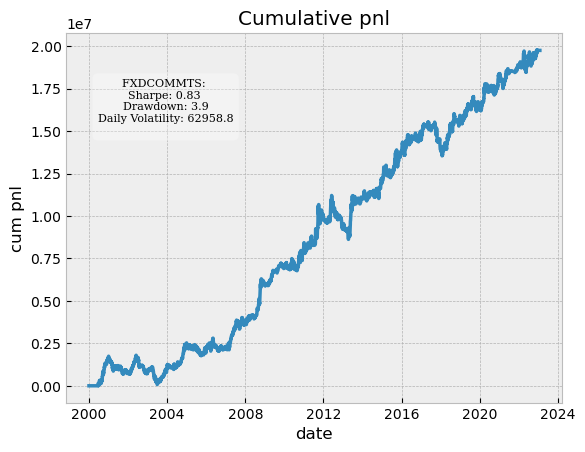 Cumulative pnl
1e7
2.00
1.75
1.50
1.25
1.00
0.75
0.50
0.25
0.00
cum pnl
FXDCOMMTS:
Sharpe: 0.83
Drawdown: 3.9
Daily Volatility: 62958.8
2000 2004 2008 2012 2016 2020 2024
date